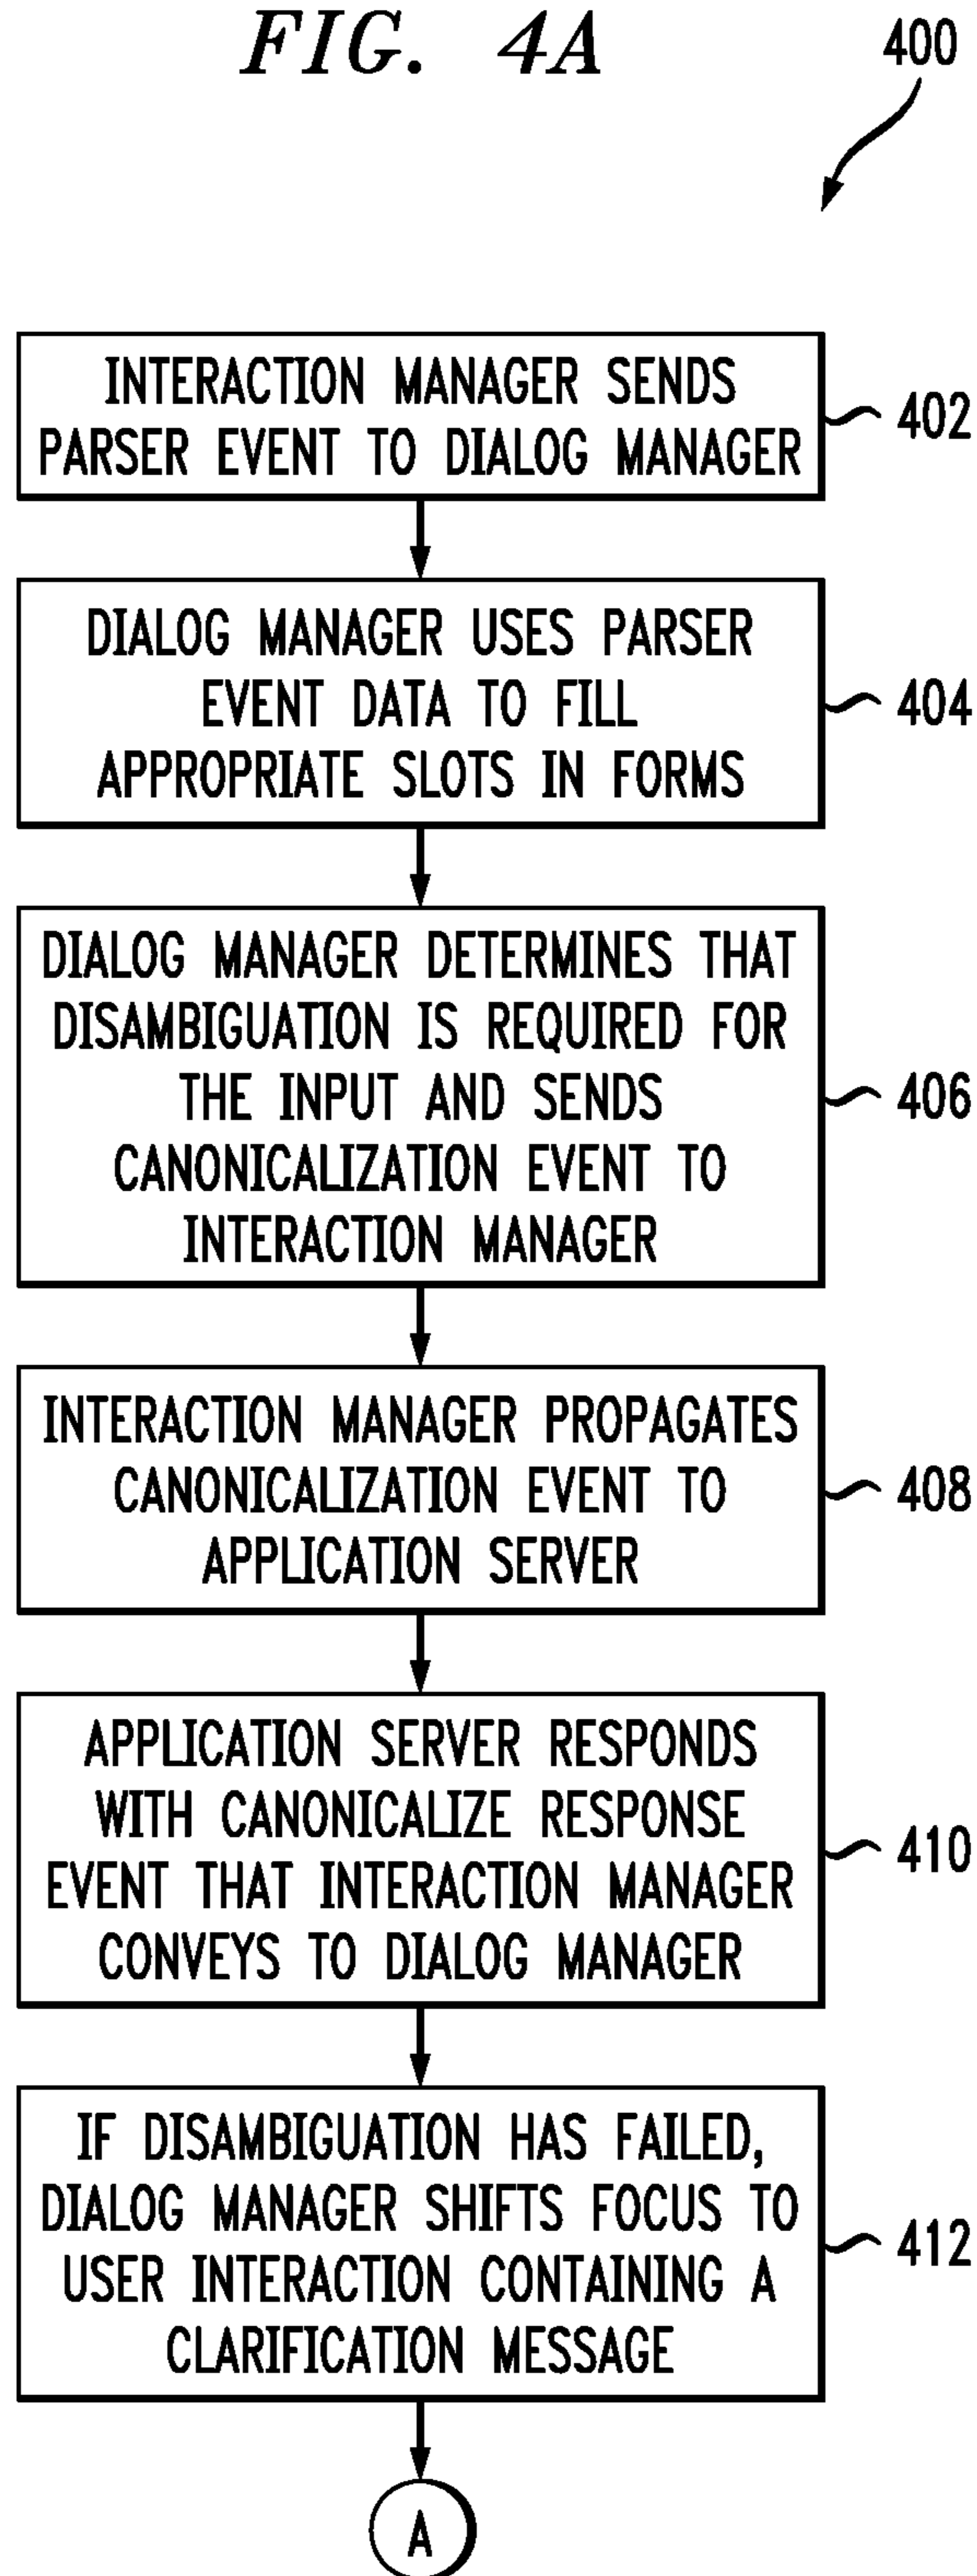 FIG. 4A
400
INTERACTION MANAGER SENDS
PARSER EVENT TO DIALOG MANAGER
402
DIALOG MANAGER USES PARSER
EVENT DATA TO FILL
APPROPRIATE SLOTS IN FORMS
404
DIALOG MANAGER DETERMINES THAT
DISAMBIGUATION IS REQUIRED FOR
THE INPUT AND SENDS
CANONICALIZATION EVENT TO
INTERACTION MANAGER
406
INTERACTION MANAGER PROPAGATES
CANONICALIZATION EVENT TO
APPLICATION SERVER
408
APPLICATION SERVER RESPONDS
WITH CANONICALIZE RESPONSE
EVENT THAT INTERACTION MANAGER
CONVEYS TO DIALOG MANAGER
410
IF DISAMBIGUATION HAS FAILED,
DIALOG MANAGER SHIFTS FOCUS TO
USER INTERACTION CONTAINING A
CLARIFICATION MESSAGE
412
A